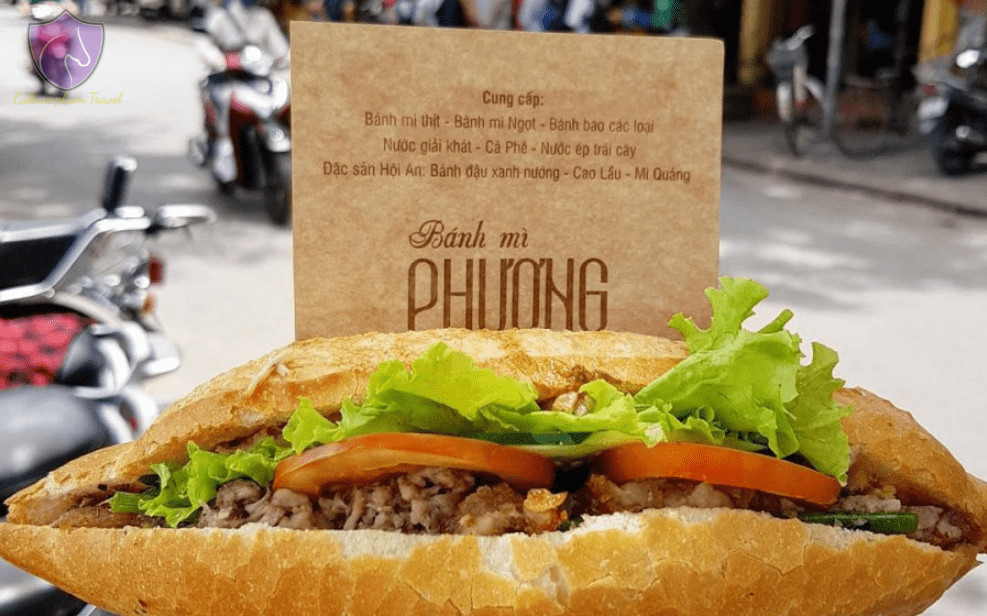 Cung cấp:
Bánh mì thịt - Bánh mì Ngọt - Bánh bao các loại
Nước giải khát - Cà Phê - Nước ép trái cây
Đặc sản Hội An: Bánh đậu xanh nướng - Cao Lầu - Mì Quảng
Bánh mì
PHƯỢNG
Travel